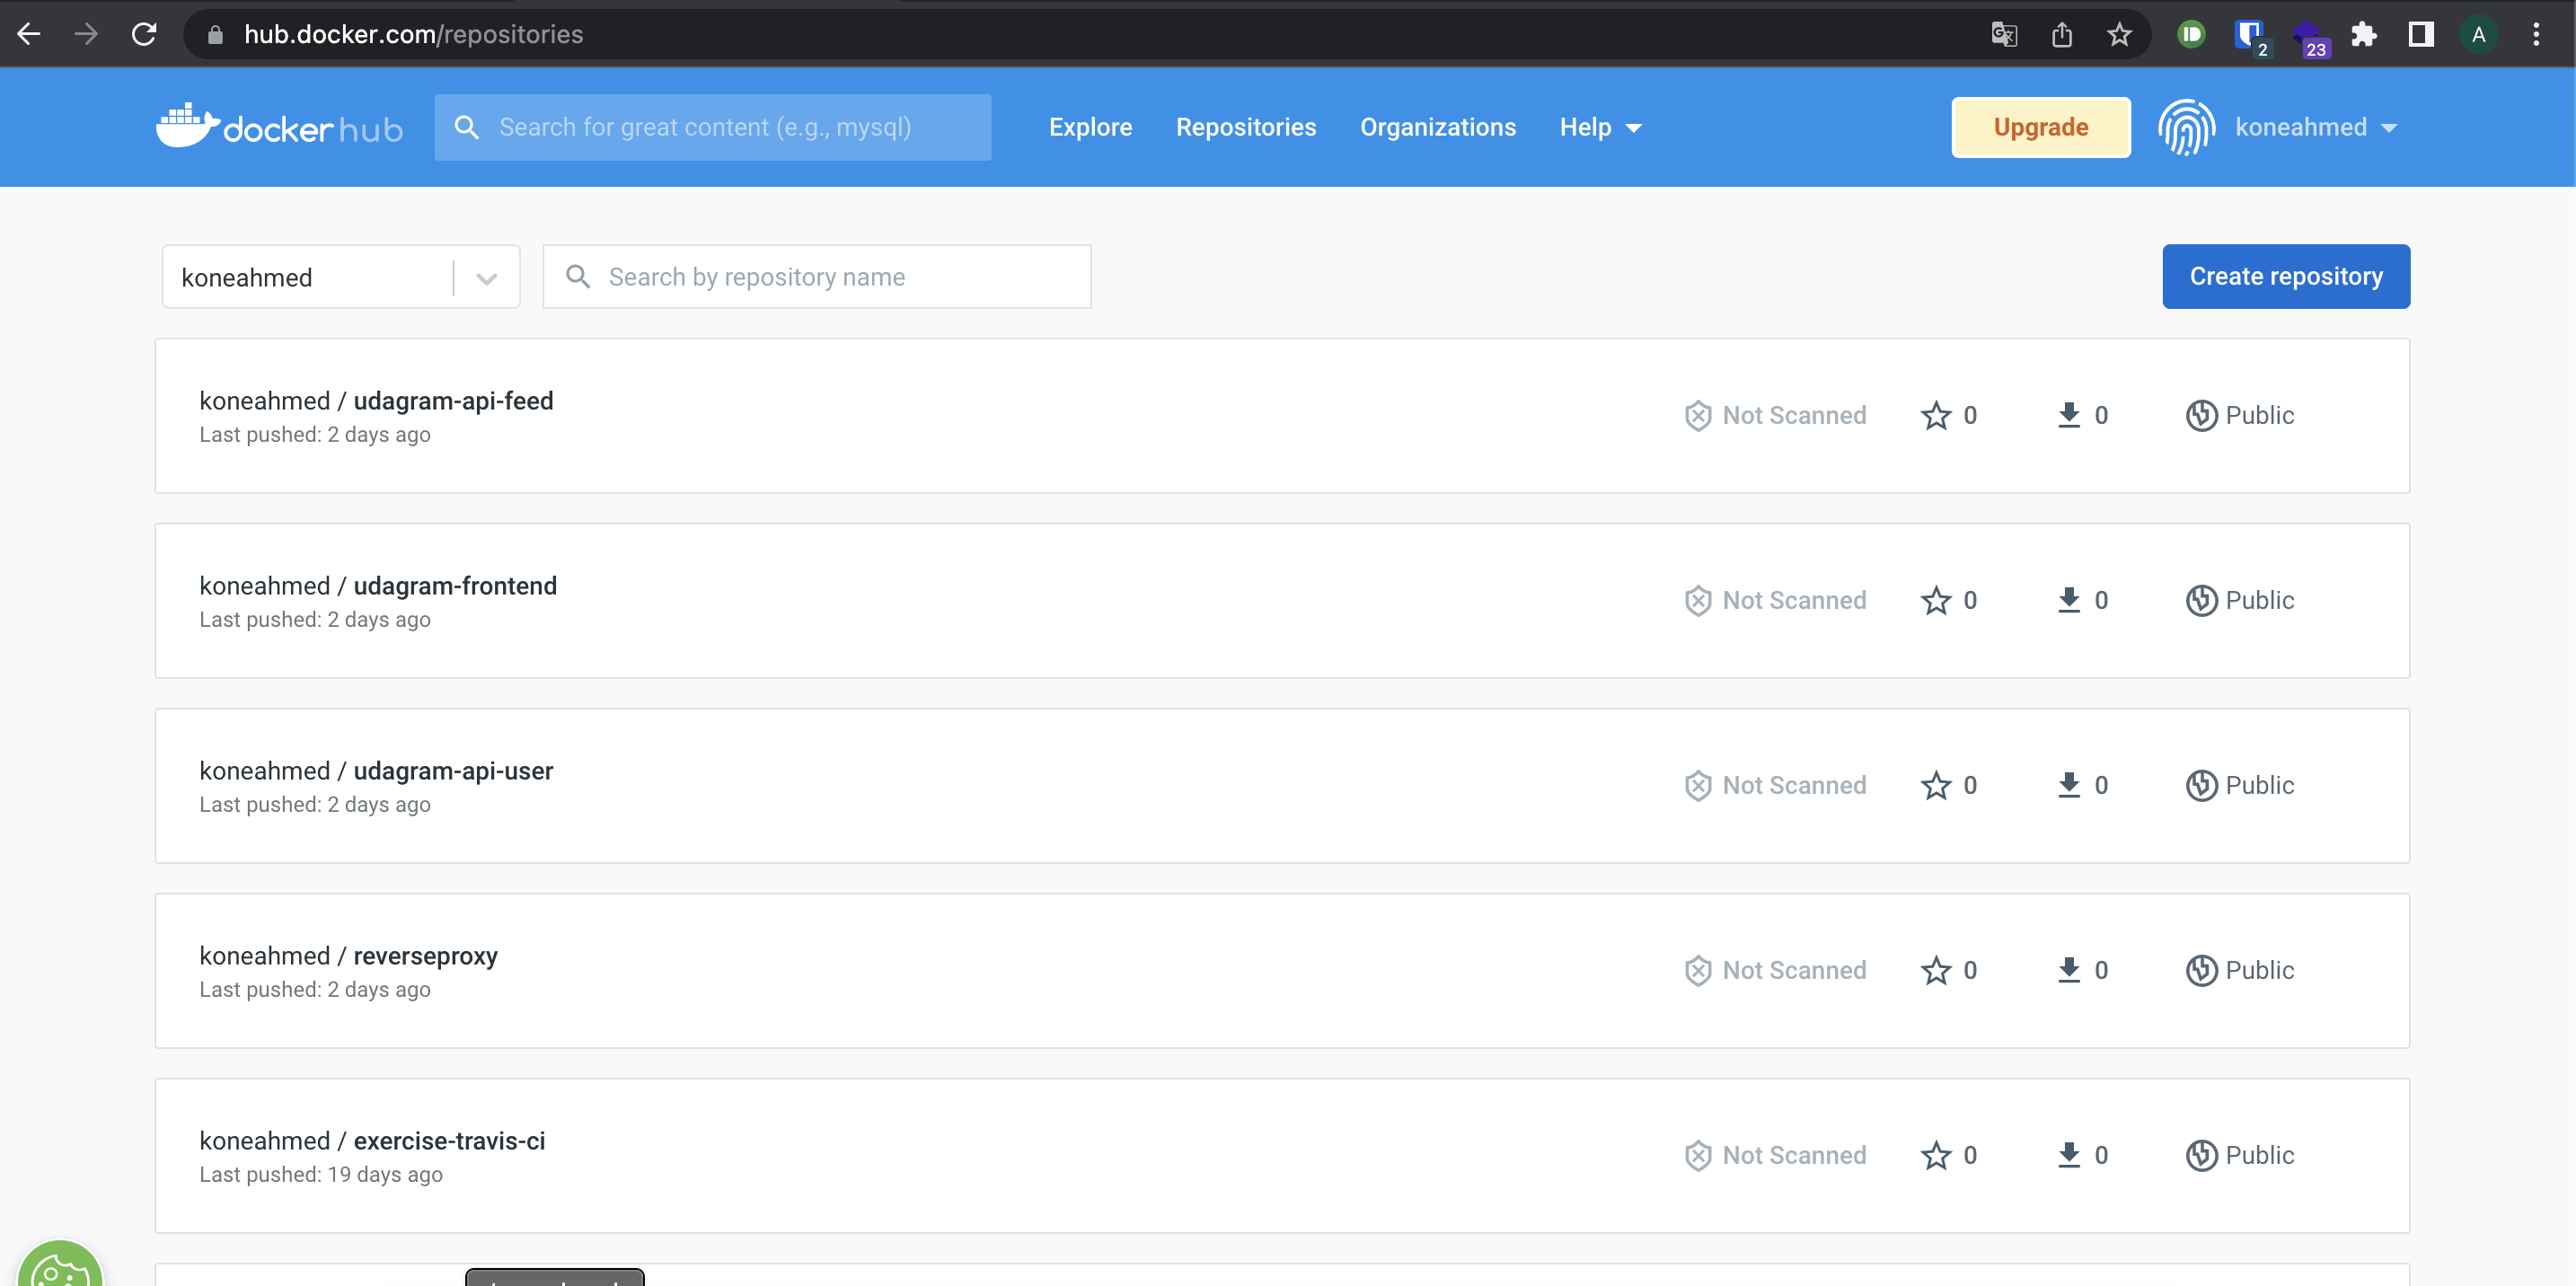 hub.docker.com/repositories
2
23
A
docker hub
Search for great content (e.g., mysql)
Explore
Repositories
Organizations
Help
Upgrade
koneahmed
koneahmed
Search by repository name
Create repository
koneahmed / udagram-api-feed
Last pushed: 2 days ago
Not Scanned
0
0
Public
koneahmed / udagram-frontend
Last pushed: 2 days ago
Not Scanned
0
0
Public
koneahmed / udagram-api-user
Last pushed: 2 days ago
Not Scanned
0
0
Public
koneahmed / reverseproxy
Last pushed: 2 days ago
Not Scanned
0
0
Public
koneahmed / exercise-travis-ci
Last pushed: 19 days ago
Not Scanned
0
0
Public